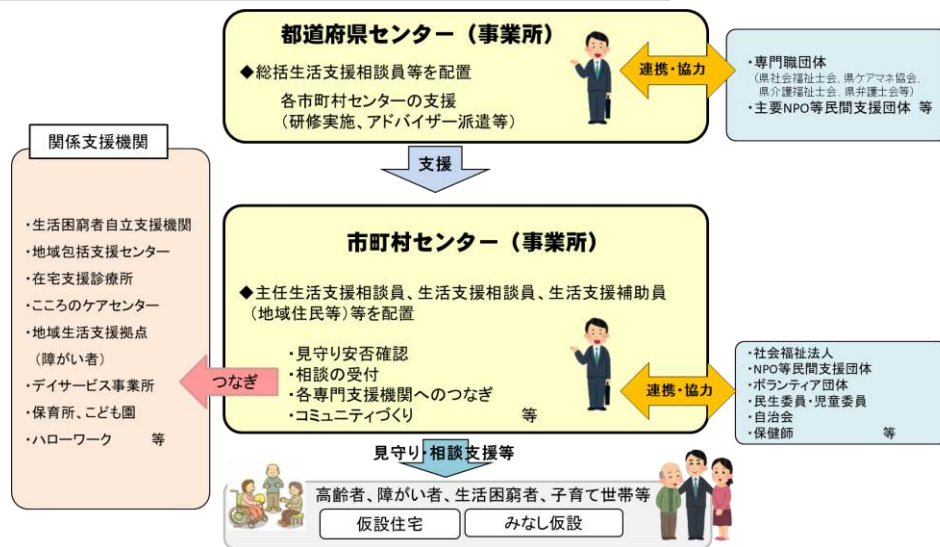 都道府県センター（事業所）
◆総括生活支援相談員等を配置
各市町村センターの支援
（研修実施、アドバイザー派遣等）
連携・協力
・専門職団体
（県社会福祉士会、県ケアマネ協会、
県介護福祉士会、県弁護士会等）
・主要NPO等民間支援団体 等
支援
関係支援機関
・生活困窮者自立支援機関
・地域包括支援センター
・在宅支援診療所
・こころのケアセンター
・地域生活支援拠点
（障がい者）
・デイサービス事業所
・保育所、こども園
・ハローワーク 等
つなぎ
市町村センター（事業所）
◆主任生活支援相談員、生活支援相談員、生活支援補助員
（地域住民等）等を配置
・見守り安否確認
・相談の受付
・各専門支援機関へのつなぎ
・コミュニティづくり 等
連携・協力
・社会福祉法人
・NPO等民間支援団体
・ボランティア団体
・民生委員・児童委員
・自治会
・保健師 等
見守り・相談支援等
高齢者、障がい者、生活困窮者、子育て世帯等
仮設住宅
みなし仮設